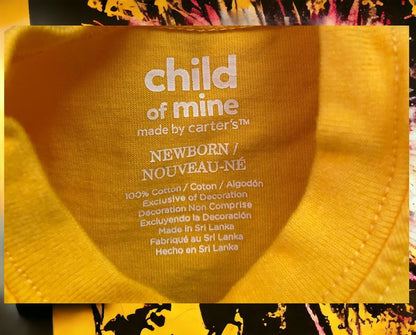 child
of mine
made by carter's™
NEWBORN /
NOUVEAU-NÉ
100% Cotton / Coton / Algodón
Exclusive of Decoration
Décoration Non Comprise
Excluyendo la Decoración
Made in Sri Lanka
Fabriqué au Sri Lanka
Hecho en Sri Lanka